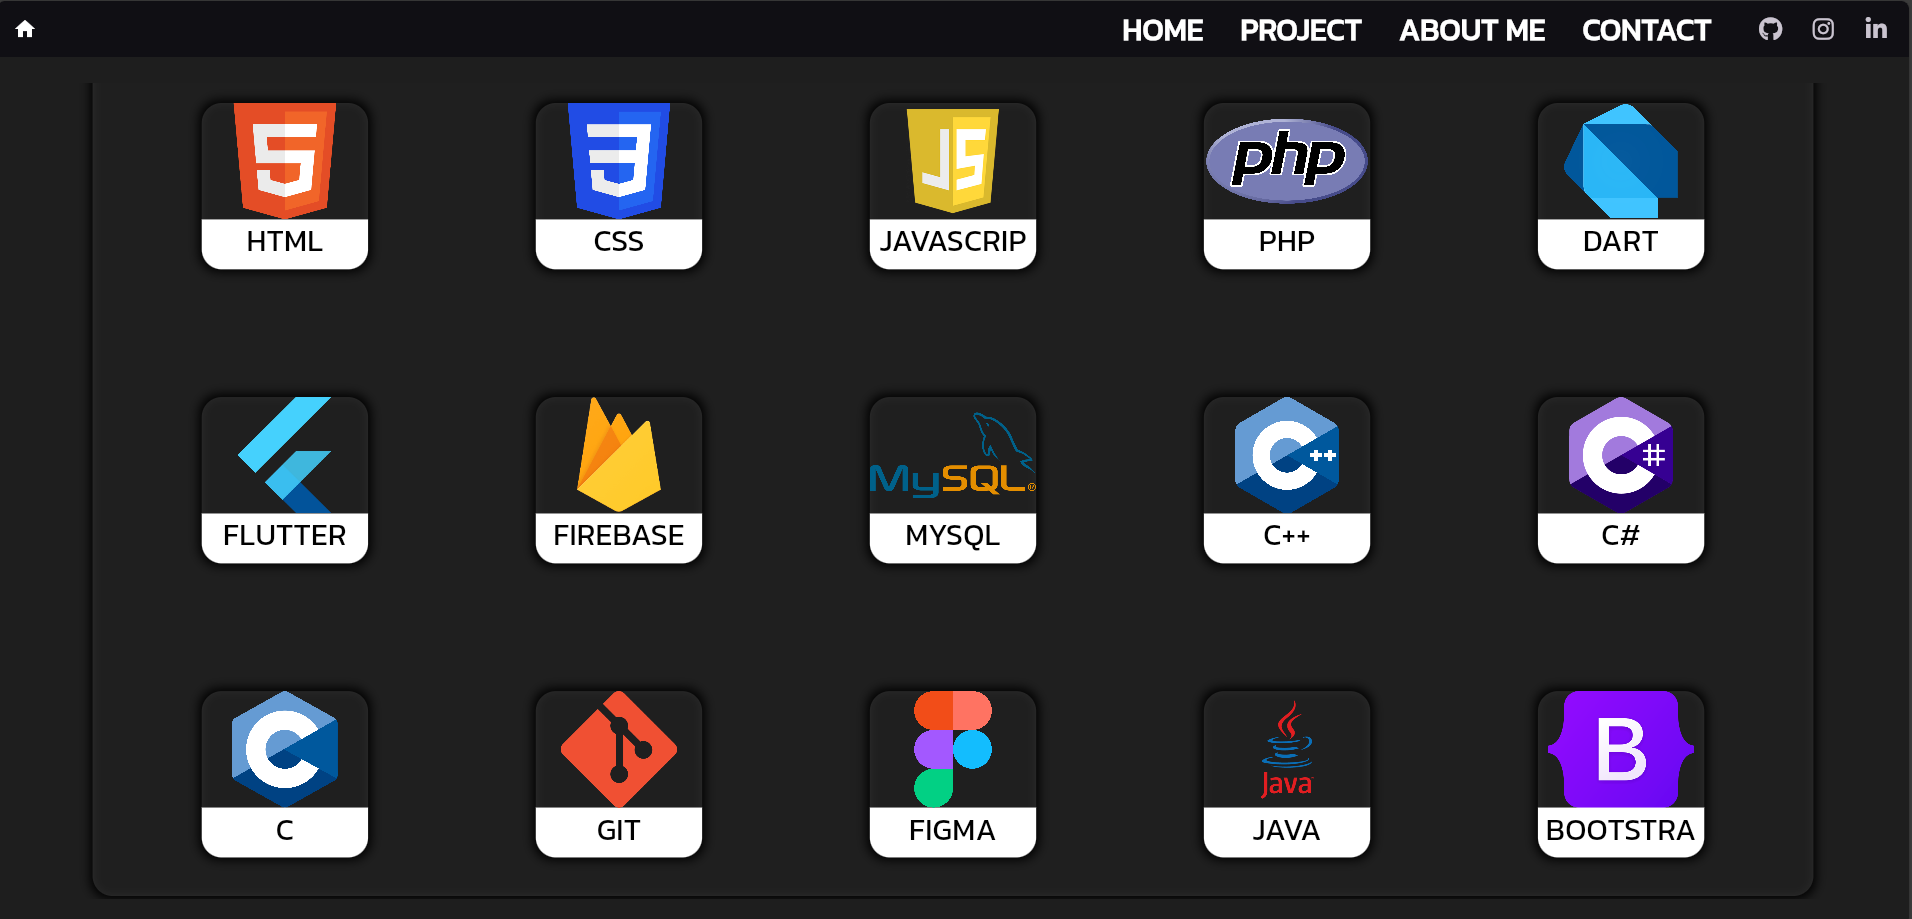 HOME PROJECT ABOUT ME CONTACT in
5 3 JS php
HTML CSS JAVASCRIP PHP DART
MySQL® C++ C#
FLUTTER FIREBASE MYSQL C++ C#
C Java B
C GIT FIGMA JAVA BOOTSTRA